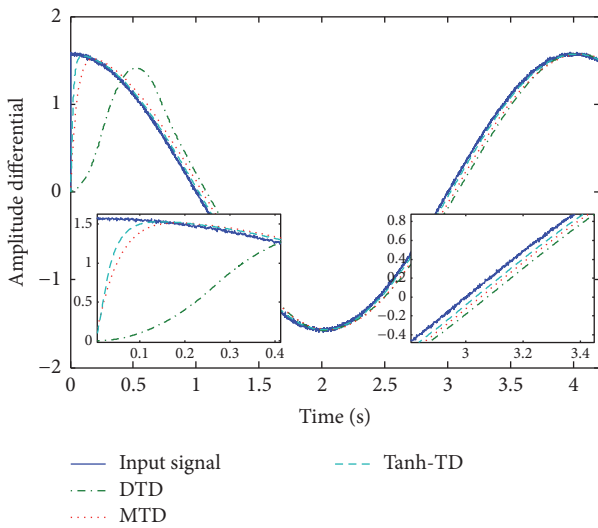 2
1
0
−1
−2
Amplitude differential
1.5
1
0.5
0
0.1 0.2 0.3 0.4
0.8
0.6
0.4
0.2
0
−0.2
−0.4
3 3.2 3.4
0 0.5 1 1.5 2 2.5 3 3.5 4
Time (s)
Input signal
DTD
MTD
Tanh-TD